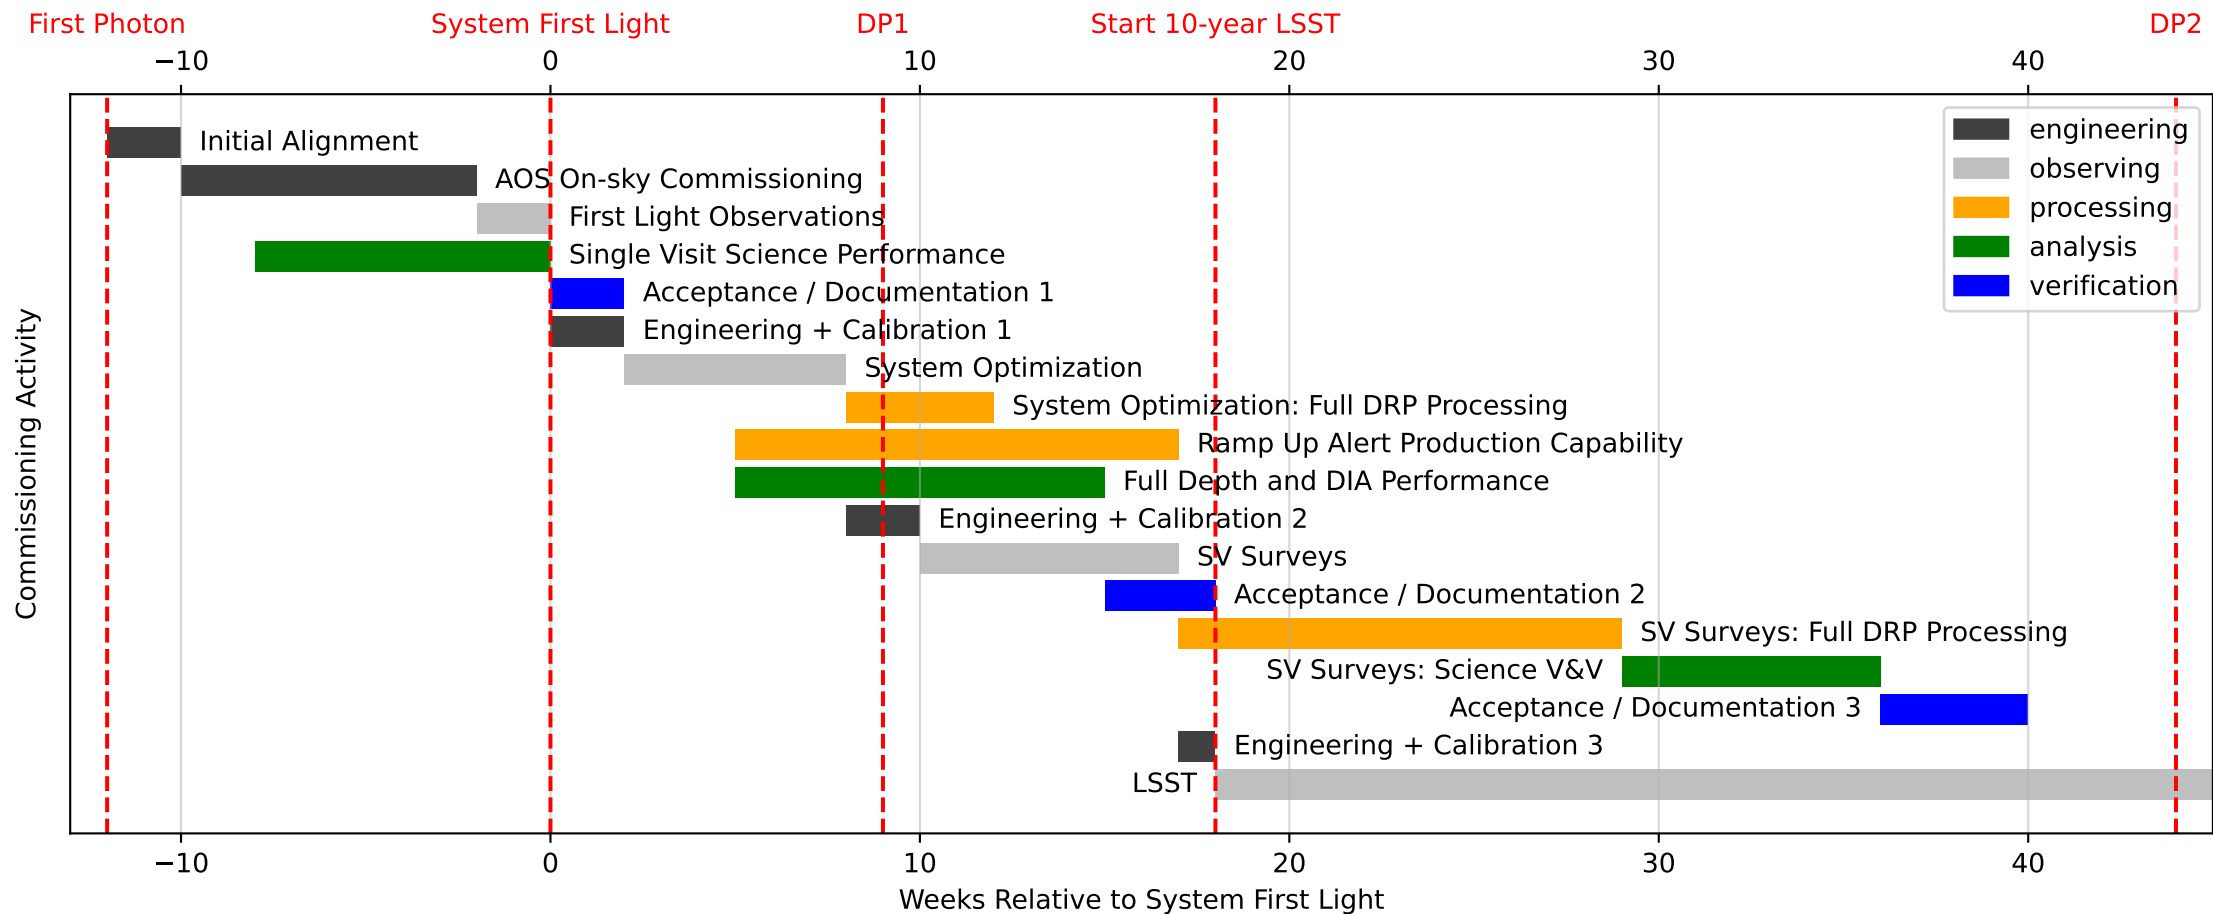 First Photon System First Light DP1 Start 10-year LSST DP2
−10 0 10 20 30 40
engineering
observing
processing
analysis
verification
Initial Alignment
AOS On-sky Commissioning
First Light Observations
Single Visit Science Performance
Acceptance / Documentation 1
Engineering + Calibration 1
System Optimization
System Optimization: Full DRP Processing
Ramp Up Alert Production Capability
Full Depth and DIA Performance
Engineering + Calibration 2
SV Surveys
Acceptance / Documentation 2
SV Surveys: Full DRP Processing
SV Surveys: Science V&V
Acceptance / Documentation 3
Engineering + Calibration 3
LSST
Commissioning Activity
−10 0 10 20 30 40
Weeks Relative to System First Light